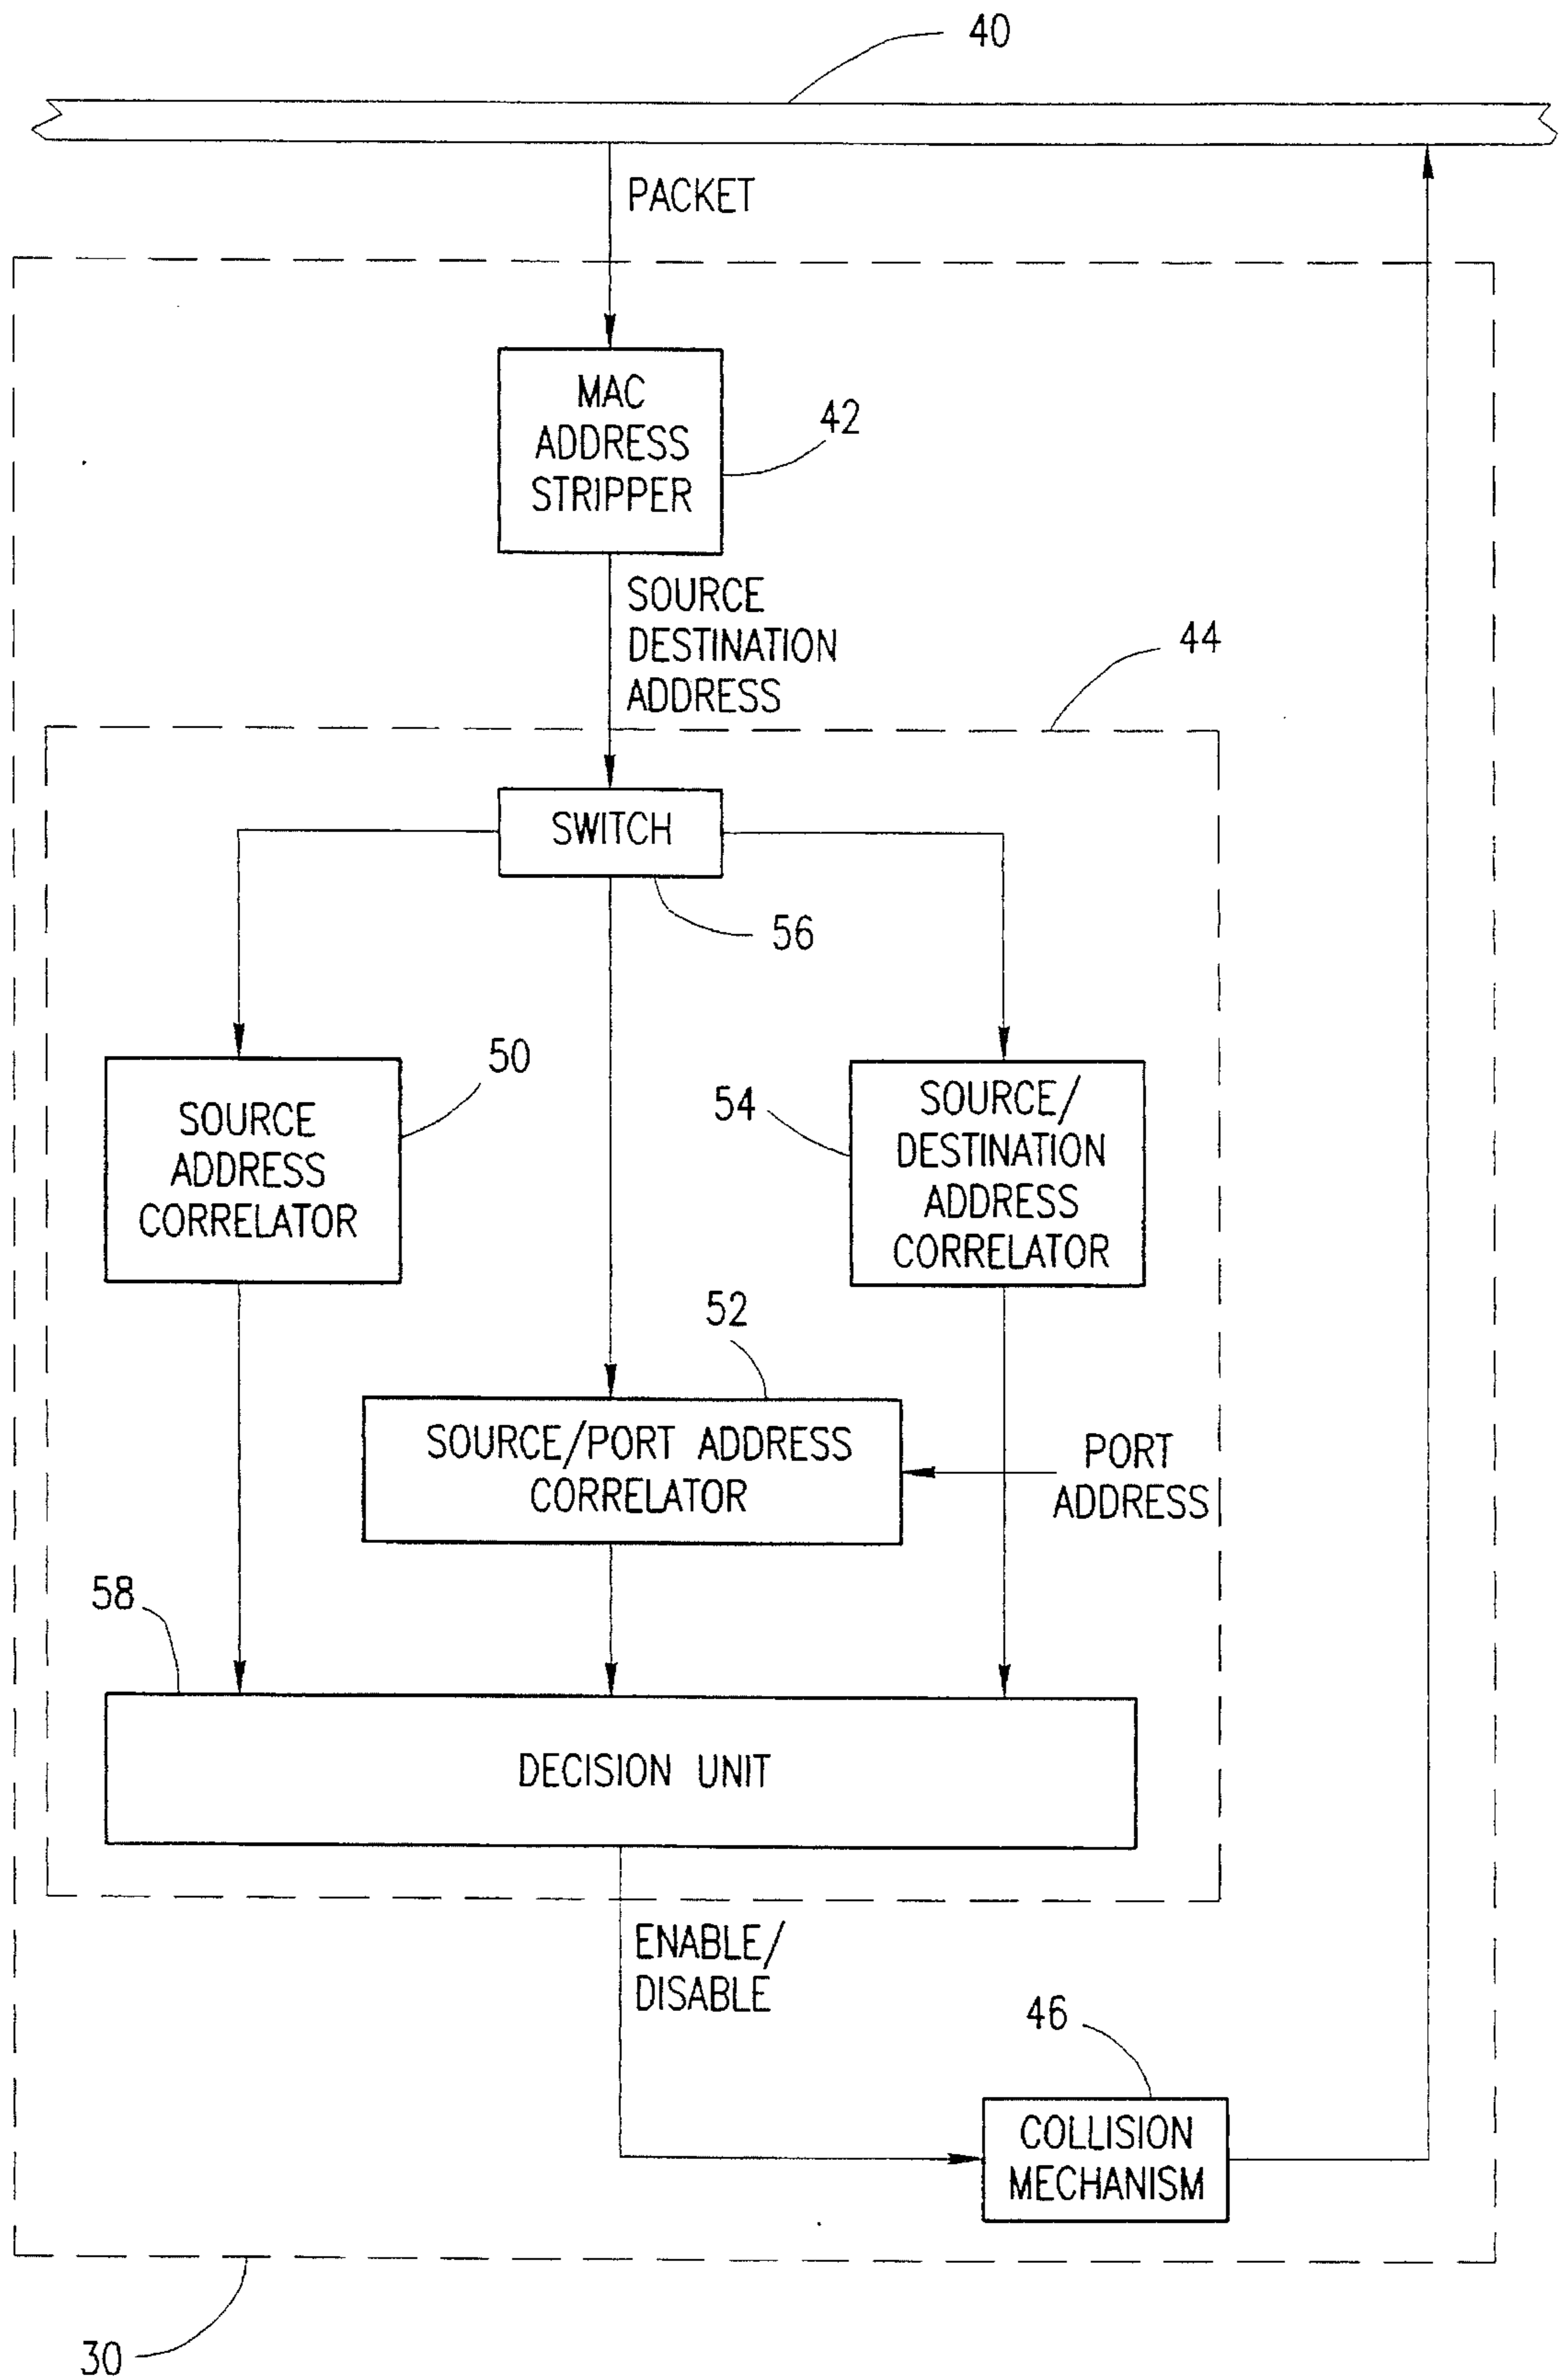 40
PACKET
MAC
ADDRESS
STRIPPER
42
SOURCE
DESTINATION
ADDRESS
44
SWITCH
56
50
SOURCE
ADDRESS
CORRELATOR
54
SOURCE/
DESTINATION
ADDRESS
CORRELATOR
52
SOURCE/PORT ADDRESS
CORRELATOR
PORT
ADDRESS
58
DECISION UNIT
ENABLE/
DISABLE
46
COLLISION
MECHANISM
30